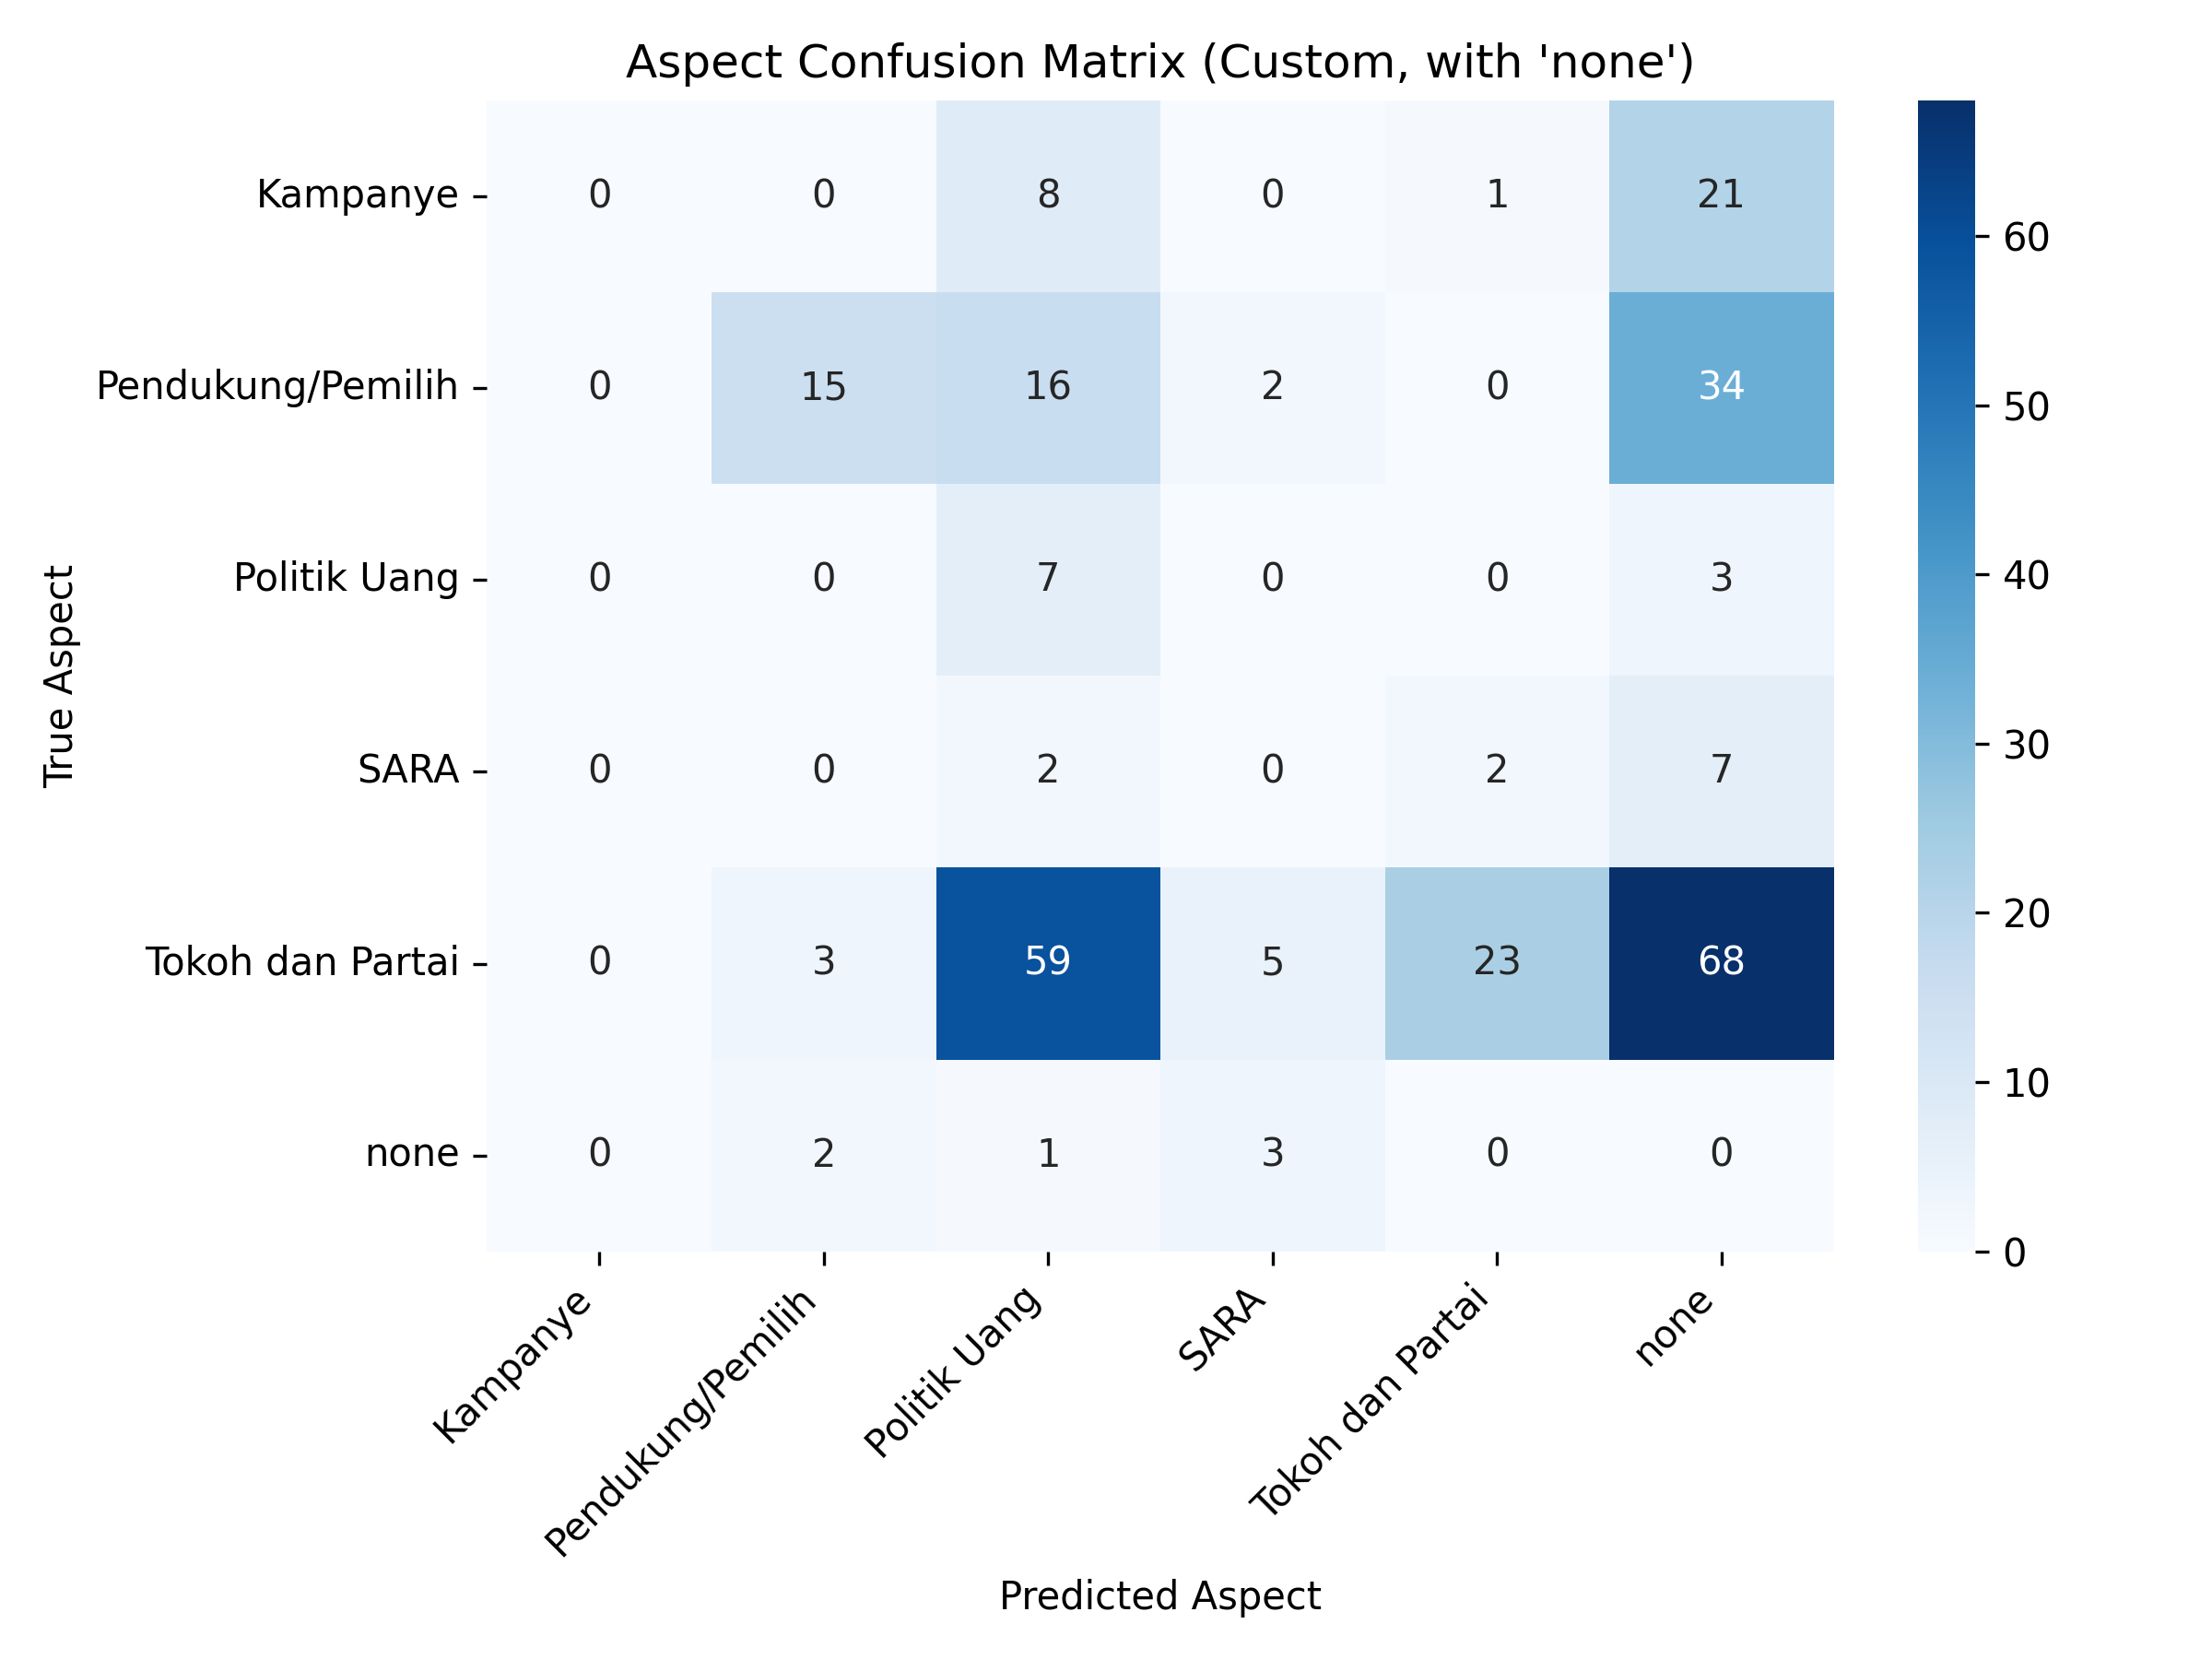 Aspect Confusion Matrix (Custom, with 'none')
True Aspect
Kampanye 0 0 8 0 1 21
Pendukung/Pemilih 0 15 16 2 0 34
Politik Uang 0 0 7 0 0 3
SARA 0 0 2 0 2 7
Tokoh dan Partai 0 3 59 5 23 68
none 0 2 1 3 0 0
Kampanye Pendukung/Pemilih Politik Uang SARA Tokoh dan Partai none
Predicted Aspect
60
50
40
30
20
10
0